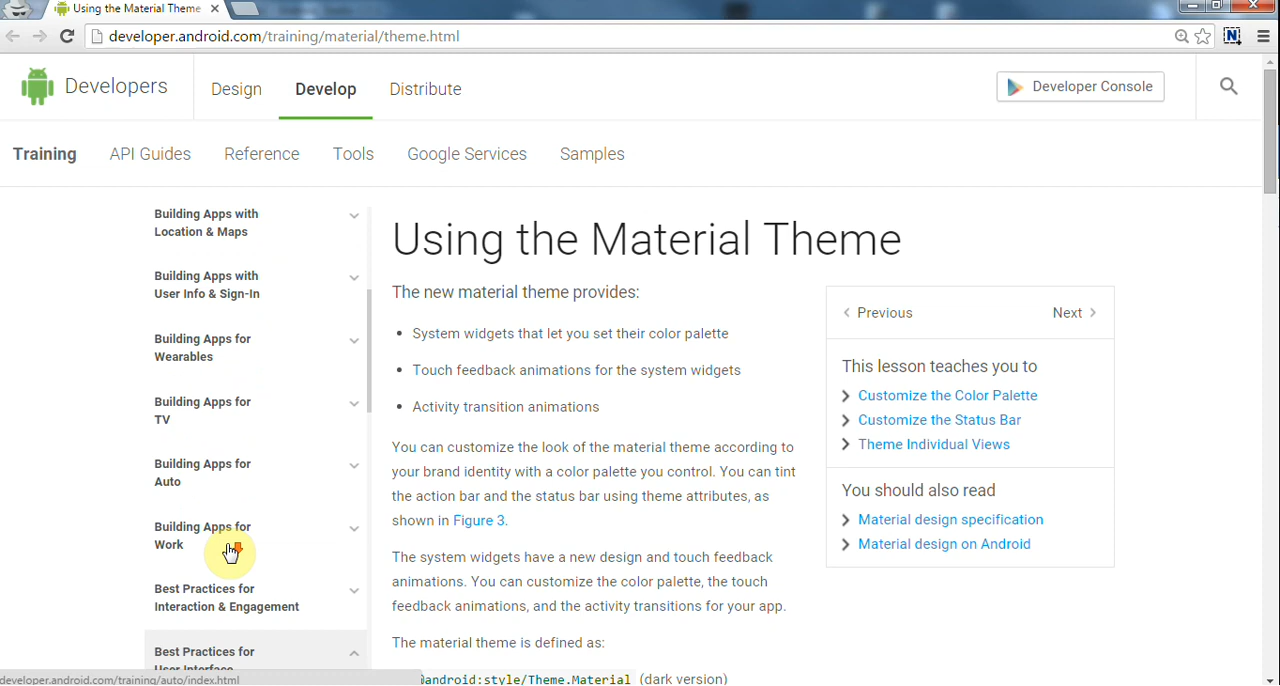 Using the Material Theme
developer.android.com/training/material/theme.html
Developers
Design
Develop
Distribute
Developer Console
Training
API Guides
Reference
Tools
Google Services
Samples
Building Apps with
Location & Maps
Building Apps with
User Info & Sign-In
Building Apps for
Wearables
Building Apps for
TV
Building Apps for
Auto
Building Apps for
Work
Best Practices for
Interaction & Engagement
Best Practices for
User Interface
Using the Material Theme
The new material theme provides:
• System widgets that let you set their color palette
• Touch feedback animations for the system widgets
• Activity transition animations
You can customize the look of the material theme according to
your brand identity with a color palette you control. You can tint
the action bar and the status bar using theme attributes, as
shown in Figure 3.
The system widgets have a new design and touch feedback
animations. You can customize the color palette, the touch
feedback animations, and the activity transitions for your app.
The material theme is defined as:
@android:style/Theme.Material (dark version)
Previous
Next
This lesson teaches you to
Customize the Color Palette
Customize the Status Bar
Theme Individual Views
You should also read
Material design specification
Material design on Android
developer.android.com/training/auto/index.html